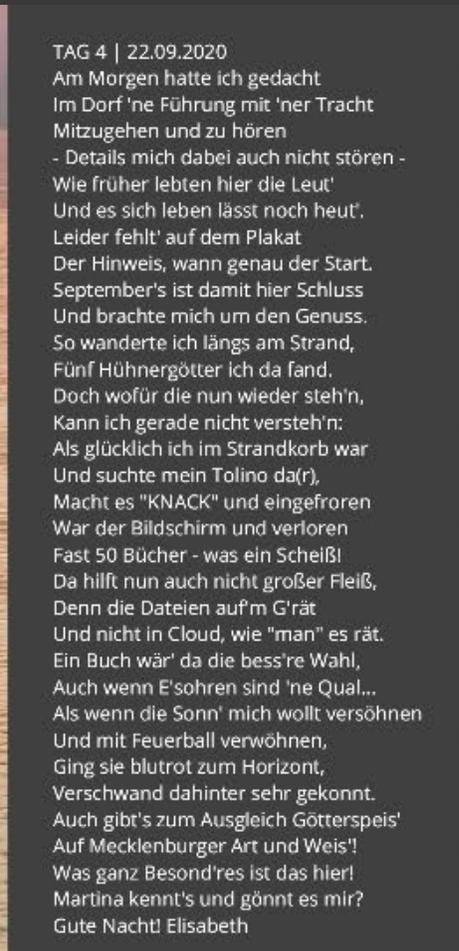 TAG 4 | 22.09.2020
Am Morgen hatte ich gedacht
Im Dorf 'ne Führung mit 'ner Tracht
Mitzugehen und zu hören
- Details mich dabei auch nicht stören -
Wie früher lebten hier die Leut'
Und es sich leben lässt noch heut'.
Leider fehlt' auf dem Plakat
Der Hinweis, wann genau der Start.
September's ist damit hier Schluss
Und brachte mich um den Genuss.
So wanderte ich längs am Strand,
Fünf Hühnergötter ich da fand.
Doch wofür die nun wieder steh'n,
Kann ich gerade nicht versteh'n:
Als glücklich ich im Strandkorb war
Und suchte mein Tolino da(r),
Macht es "KNACK" und eingefroren
War der Bildschirm und verloren
Fast 50 Bücher - was ein Scheiß!
Da hilft nun auch nicht großer Fleiß,
Denn die Dateien auf'm G'rät
Und nicht in Cloud, wie "man" es rät.
Ein Buch wär' da die bess're Wahl,
Auch wenn E'sohren sind 'ne Qual...
Als wenn die Sonn' mich wollt versöhnen
Und mit Feuerball verwöhnen,
Ging sie blutrot zum Horizont,
Verschwand dahinter sehr gekonnt.
Auch gibt's zum Ausgleich Götterspeis'
Auf Mecklenburger Art und Weis'!
Was ganz Besond'res ist das hier!
Martina kennt's und gönnt es mir?
Gute Nacht! Elisabeth